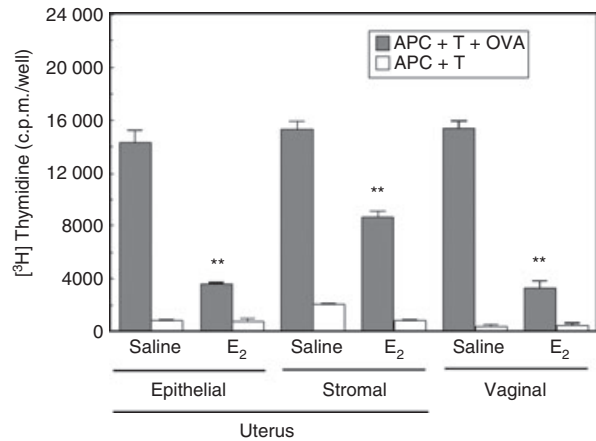 [³H] Thymidine (c.p.m./well)
24 000
20 000
16 000
12 000
8000
4000
0
APC + T + OVA
APC + T
**
**
**
Saline E₂ Saline E₂ Saline E₂
Epithelial Stromal Vaginal
Uterus